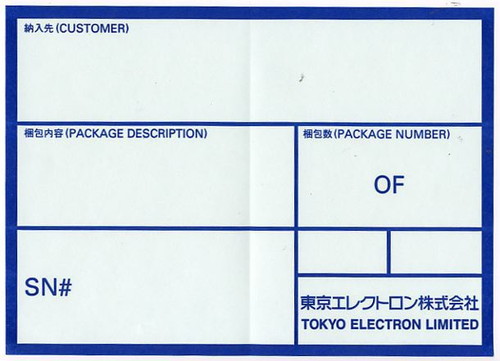 納入先(CUSTOMER)
梱包内容(PACKAGE DESCRIPTION)
梱包数(PACKAGE NUMBER)
OF
SN#
東京エレクトロン株式会社
TOKYO ELECTRON LIMITED